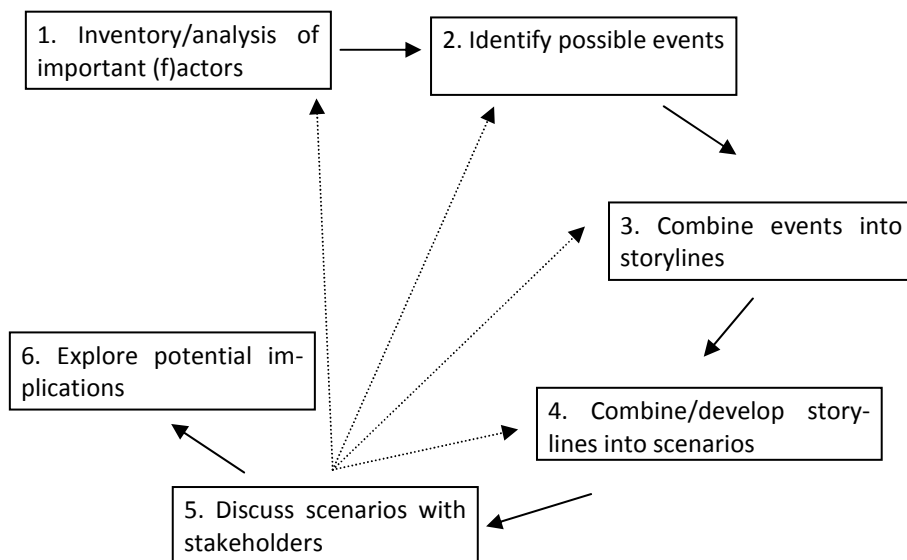 1. Inventory/analysis of
important (f)actors
2. Identify possible events
3. Combine events into
storylines
4. Combine/develop story-
lines into scenarios
5. Discuss scenarios with
stakeholders
6. Explore potential im-
plications